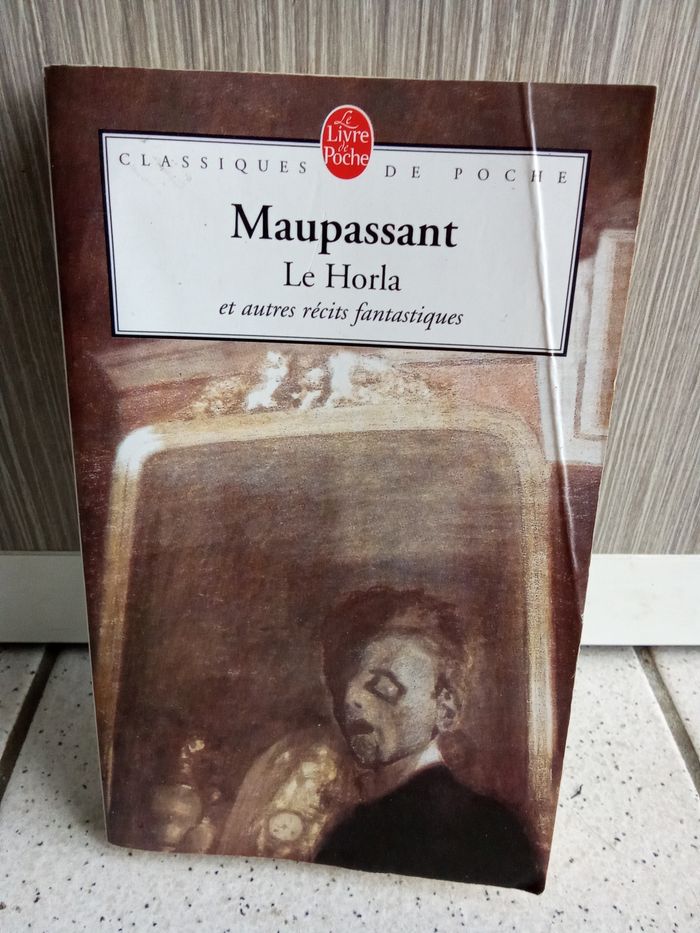 Le
Livre
de
Poche
CLASSIQUES DE POCHE
Maupassant
Le Horla
et autres récits fantastiques